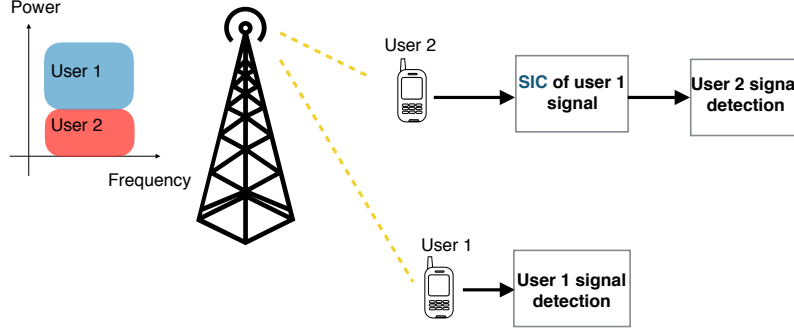 Power
User 1
User 2
Frequency
User 2
SIC of user 1
signal
User 2 signal
detection
User 1
User 1 signal
detection